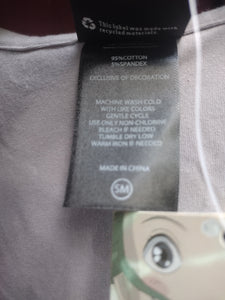 This label was made with
recycled materials.
95%COTTON
5%SPANDEX
EXCLUSIVE OF DECORATION
MACHINE WASH COLD
WITH LIKE COLORS
GENTLE CYCLE
USE ONLY NON-CHLORINE
BLEACH IF NEEDED
TUMBLE DRY LOW
WARM IRON IF NEEDED
MADE IN CHINA
SM